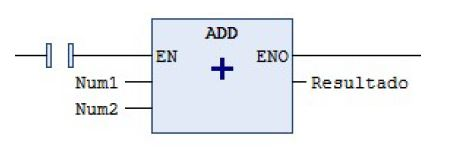 ADD
EN ENO
+
Num1 Resultado
Num2